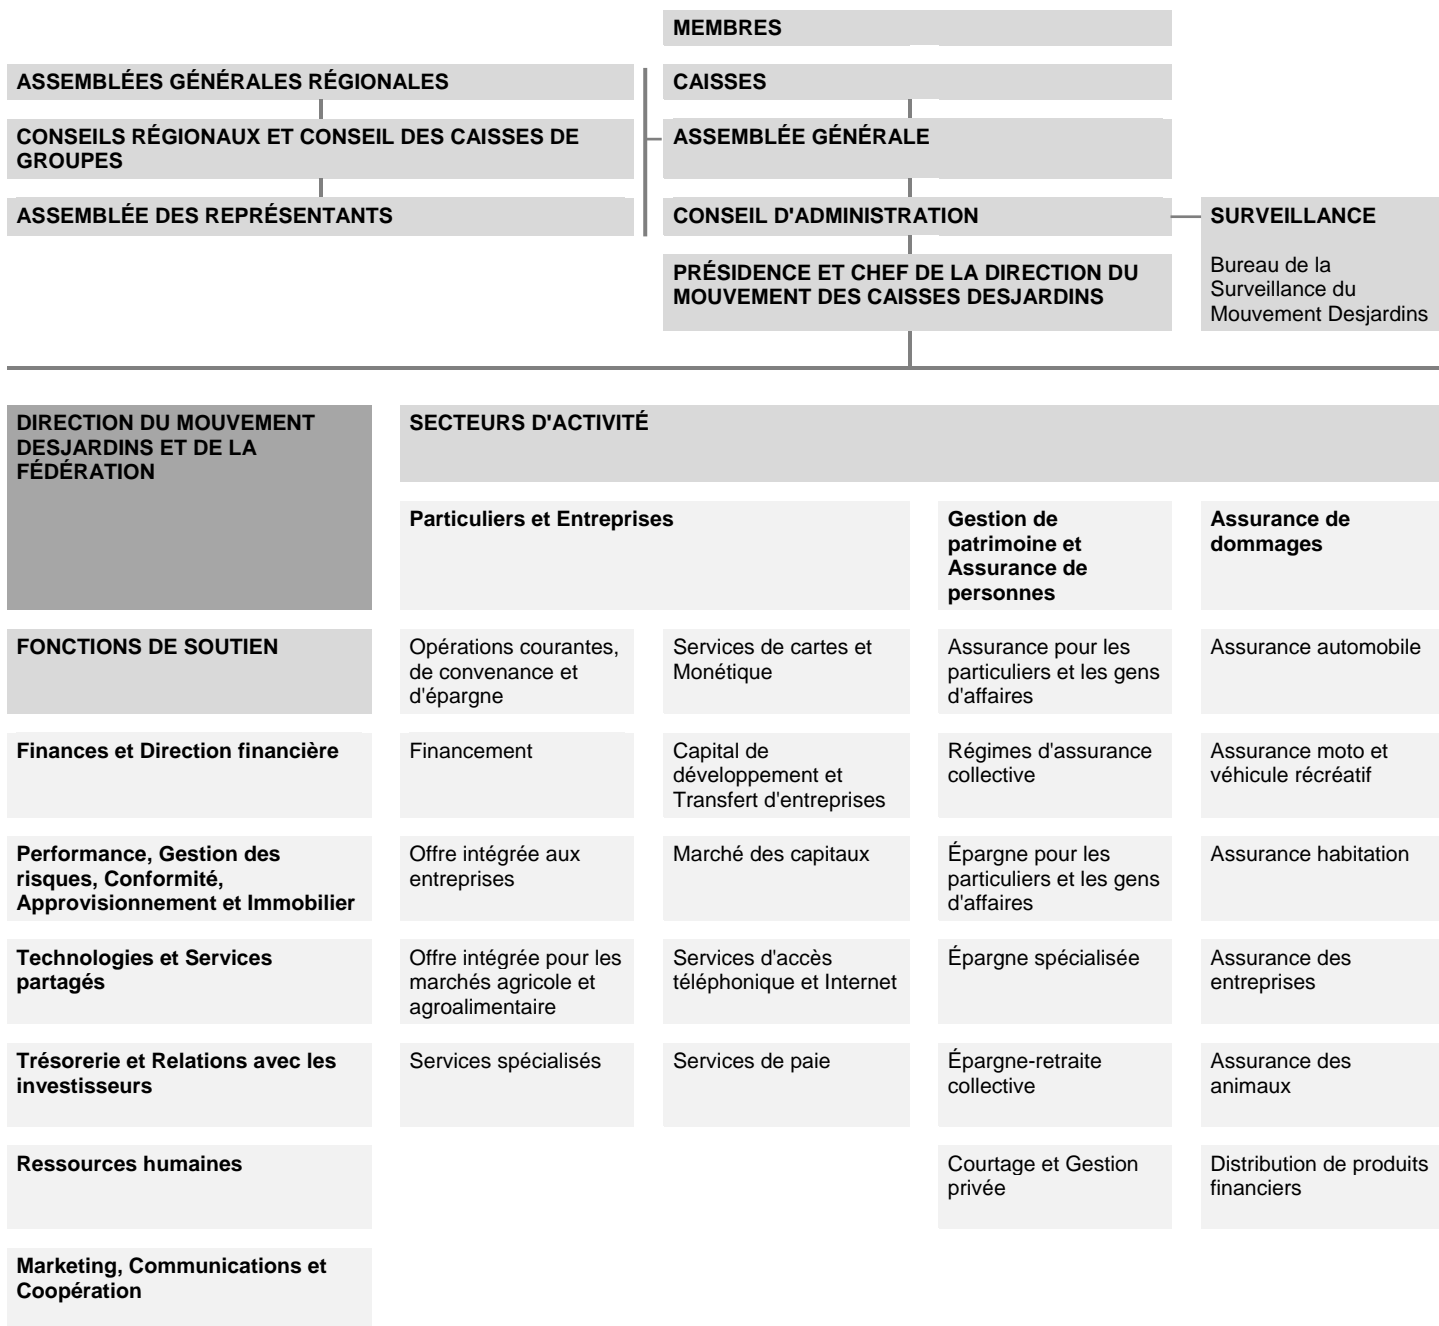 MEMBRES
ASSEMBLÉES GÉNÉRALES RÉGIONALES
CAISSES
CONSEILS RÉGIONAUX ET CONSEIL DES CAISSES DE
GROUPES
ASSEMBLÉE GÉNÉRALE
ASSEMBLÉE DES REPRÉSENTANTS
CONSEIL D'ADMINISTRATION
SURVEILLANCE
Bureau de la
Surveillance du
Mouvement Desjardins
PRÉSIDENCE ET CHEF DE LA DIRECTION DU
MOUVEMENT DES CAISSES DESJARDINS
DIRECTION DU MOUVEMENT
DESJARDINS ET DE LA
FÉDÉRATION
SECTEURS D'ACTIVITÉ
Particuliers et Entreprises
Gestion de
patrimoine et
Assurance de
personnes
Assurance de
dommages
FONCTIONS DE SOUTIEN
Opérations courantes,
de convenance et
d'épargne
Services de cartes et
Monétique
Assurance pour les
particuliers et les gens
d'affaires
Assurance automobile
Finances et Direction financière
Financement
Capital de
développement et
Transfert d'entreprises
Régimes d'assurance
collective
Assurance moto et
véhicule récréatif
Performance, Gestion des
risques, Conformité,
Approvisionnement et Immobilier
Offre intégrée aux
entreprises
Marché des capitaux
Épargne pour les
particuliers et les gens
d'affaires
Assurance habitation
Technologies et Services
partagés
Offre intégrée pour les
marchés agricole et
agroalimentaire
Services d'accès
téléphonique et Internet
Épargne spécialisée
Assurance des
entreprises
Trésorerie et Relations avec les
investisseurs
Services spécialisés
Services de paie
Épargne-retraite
collective
Assurance des
animaux
Ressources humaines
Courtage et Gestion
privée
Distribution de produits
financiers
Marketing, Communications et
Coopération